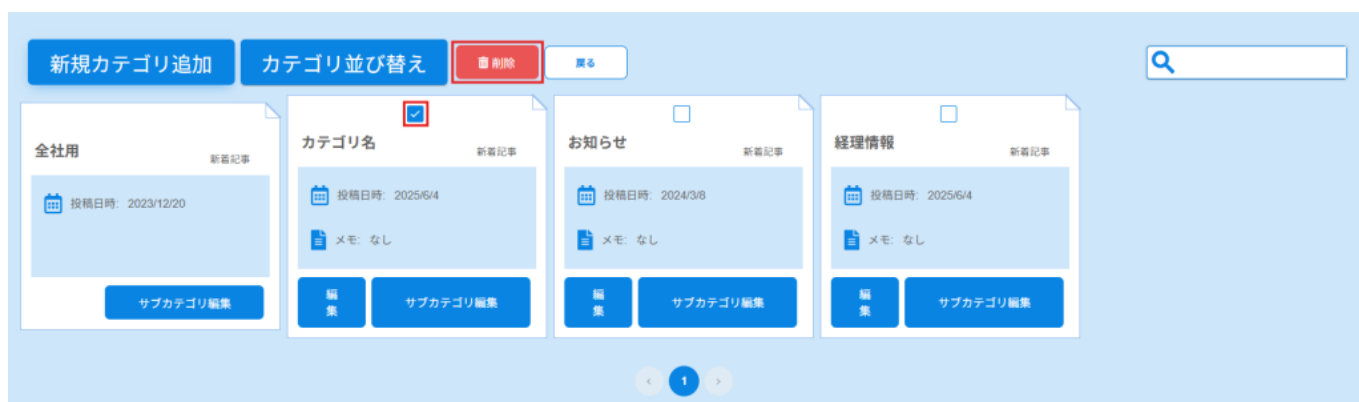 新規カテゴリ追加 カテゴリ並び替え 削除 戻る
全社用 新着記事
投稿日時: 2023/12/20
サブカテゴリ編集
カテゴリ名 新着記事
投稿日時: 2025/6/4
メモ: なし
編集 サブカテゴリ編集
お知らせ 新着記事
投稿日時: 2024/3/8
メモ: なし
編集 サブカテゴリ編集
経理情報 新着記事
投稿日時: 2025/6/4
メモ: なし
編集 サブカテゴリ編集
1